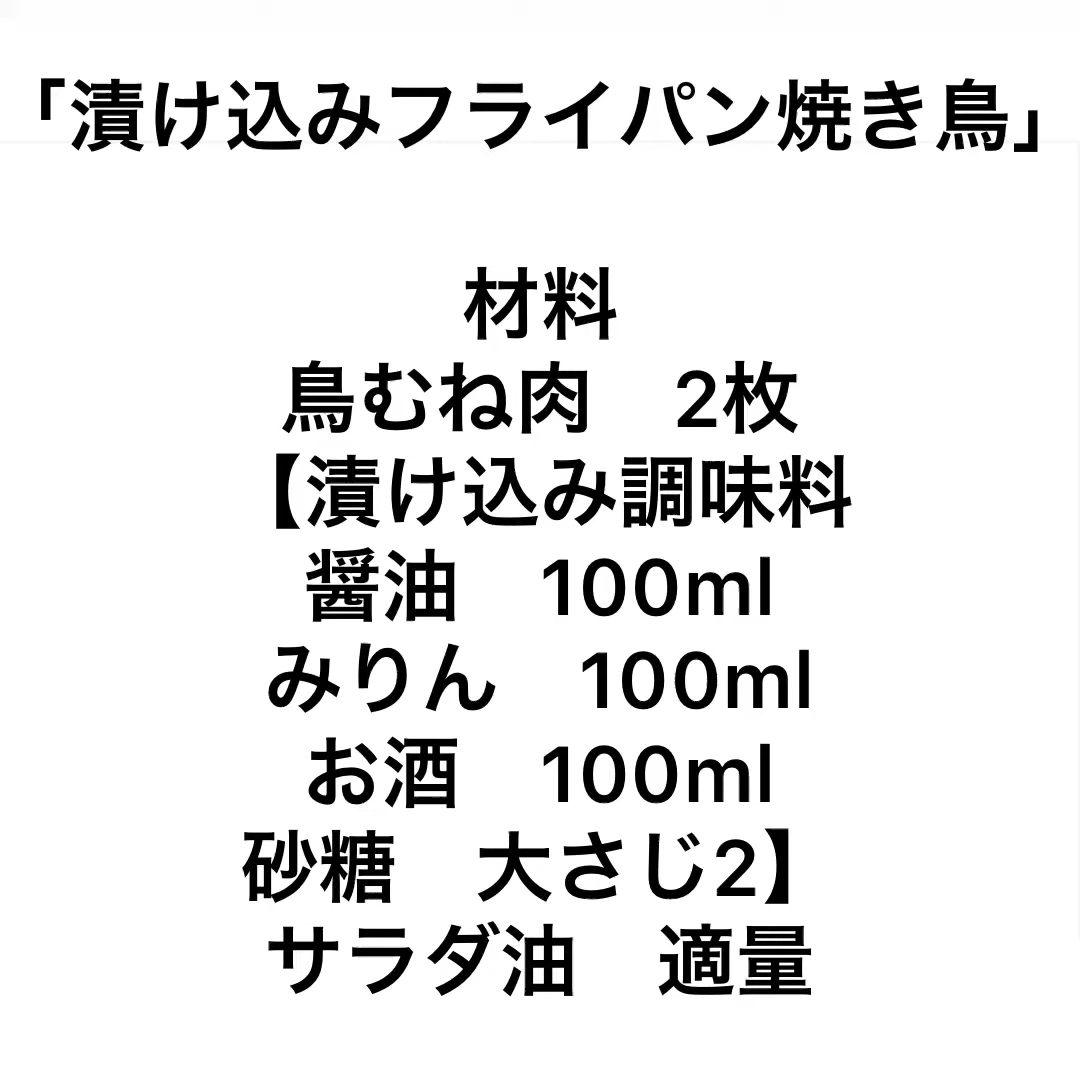 「漬け込みフライパン焼き鳥」
材料
鳥むね肉　2枚
【漬け込み調味料
醤油　100ml
みりん　100ml
お酒　100ml
砂糖　大さじ2】
サラダ油　適量